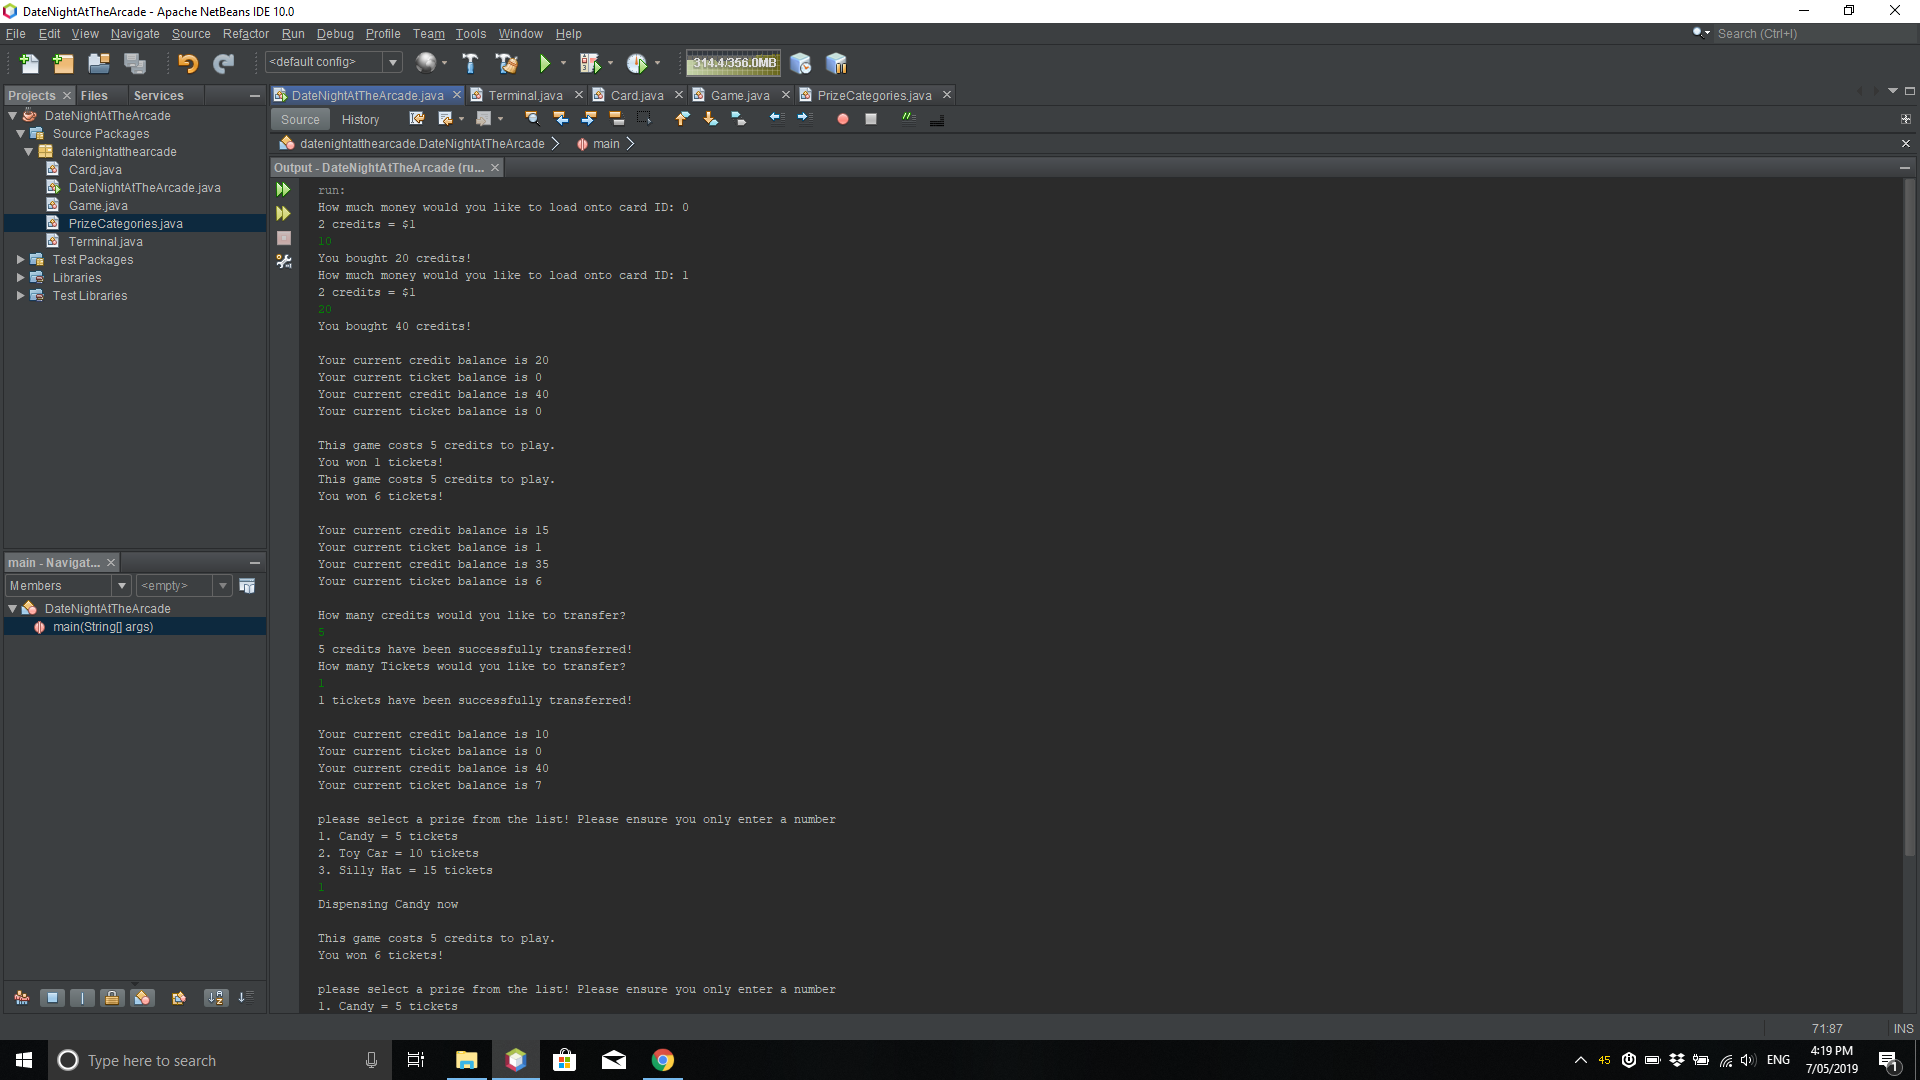 DateNightAtTheArcade - Apache NetBeans IDE 10.0
File Edit View Navigate Source Refactor Run Debug Profile Team Tools Window Help
Search (Ctrl+I)
<default config>
314.4/356.0MB
Projects Files Services
DateNightAtTheArcade
Source Packages
datenightatthearcade
Card.java
DateNightAtTheArcade.java
Game.java
PrizeCategories.java
Terminal.java
Test Packages
Libraries
Test Libraries
main - Navigat...
Members
<empty>
DateNightAtTheArcade
main(String[] args)
DateNightAtTheArcade.java Terminal.java Card.java Game.java PrizeCategories.java
Source History
datenightatthearcade.DateNightAtTheArcade main
Output - DateNightAtTheArcade (ru...
run:
How much money would you like to load onto card ID: 0
2 credits = $1
10
You bought 20 credits!
How much money would you like to load onto card ID: 1
2 credits = $1
20
You bought 40 credits!
Your current credit balance is 20
Your current ticket balance is 0
Your current credit balance is 40
Your current ticket balance is 0
This game costs 5 credits to play.
You won 1 tickets!
This game costs 5 credits to play.
You won 6 tickets!
Your current credit balance is 15
Your current ticket balance is 1
Your current credit balance is 35
Your current ticket balance is 6
How many credits would you like to transfer?
5
5 credits have been successfully transferred!
How many Tickets would you like to transfer?
1
1 tickets have been successfully transferred!
Your current credit balance is 10
Your current ticket balance is 0
Your current credit balance is 40
Your current ticket balance is 7
please select a prize from the list! Please ensure you only enter a number
1. Candy = 5 tickets
2. Toy Car = 10 tickets
3. Silly Hat = 15 tickets
1
Dispensing Candy now
This game costs 5 credits to play.
You won 6 tickets!
please select a prize from the list! Please ensure you only enter a number
1. Candy = 5 tickets
71:87 INS
Type here to search
45
ENG
4:19 PM
7/05/2019
1